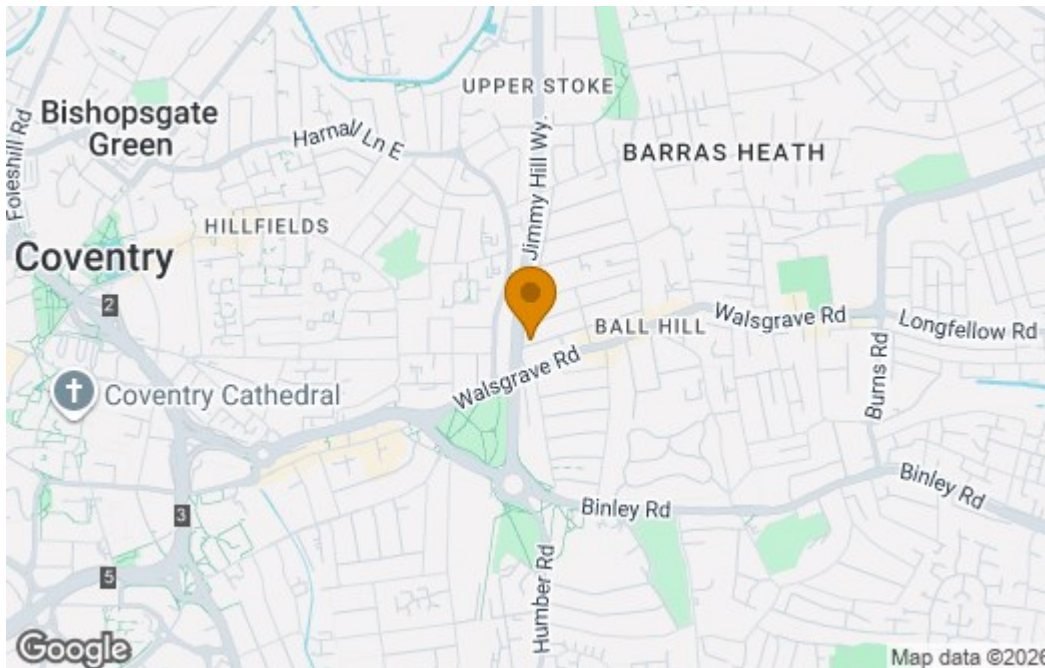 UPPER STOKE
Bishopsgate
Green
Foleshill Rd
Harnall Ln E
Jimmy Hill Wy.
BARRAS HEATH
HILLFIELDS
Coventry
2
BALL HILL
Walsgrave Rd
Longfellow Rd
Walsgrave Rd
Burns Rd
Coventry Cathedral
Binley Rd
Binley Rd
3
Humber Rd
5
Google
Map data ©2026